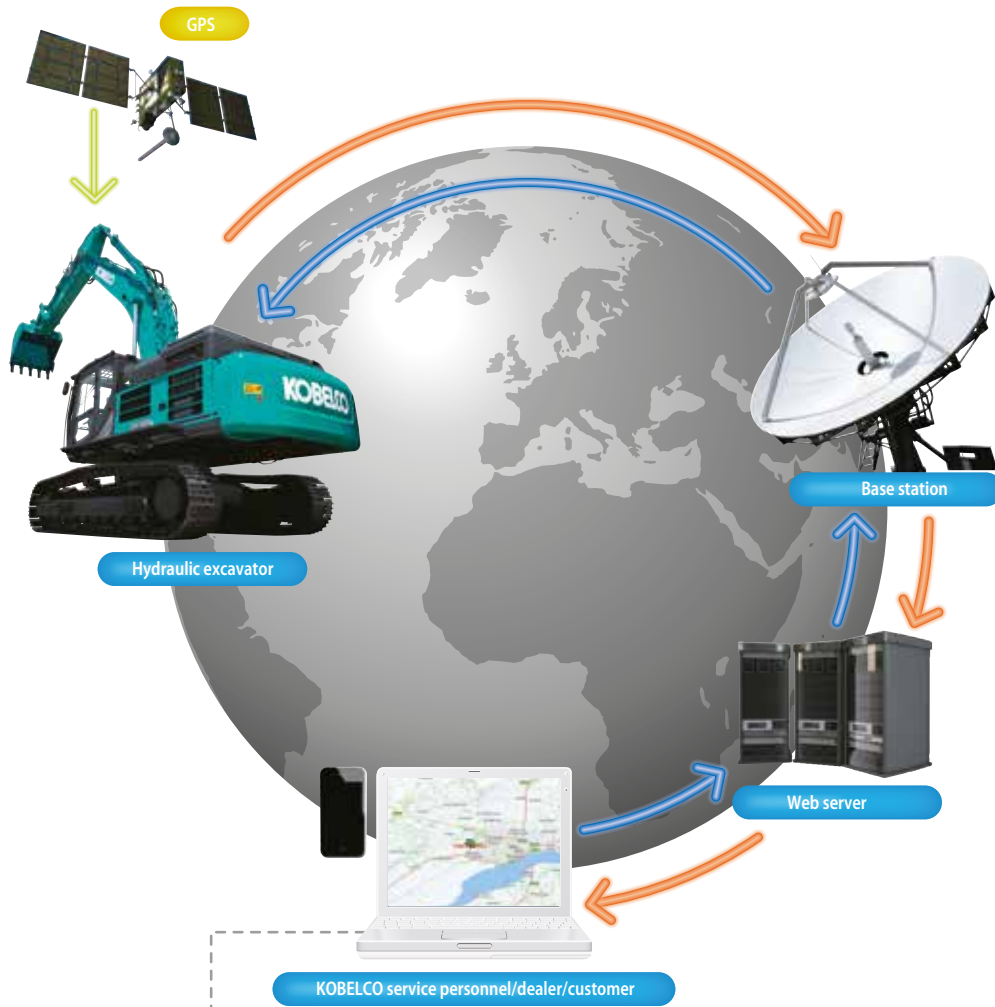 GPS
KOBELCO
Base station
Hydraulic excavator
Web server
KOBELCO service personnel/dealer/customer